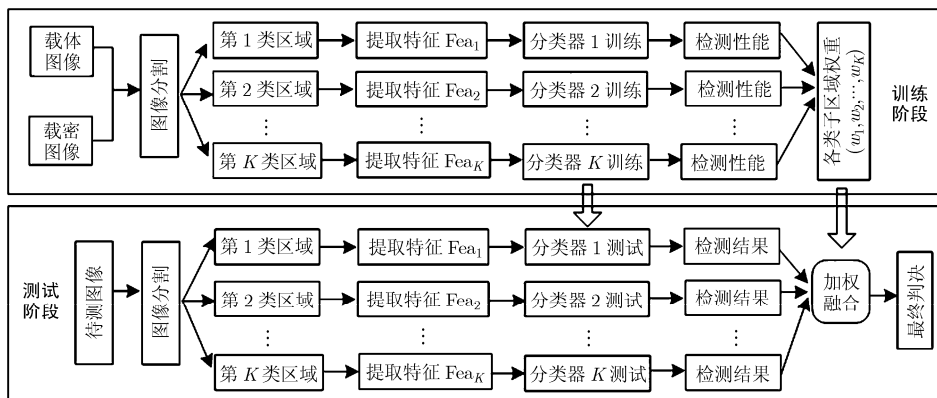 载体
图像
载密
图像
图像分割
第 1 类区域
提取特征 Fea₁
分类器 1 训练
检测性能
第 2 类区域
提取特征 Fea₂
分类器 2 训练
检测性能
⋮ ⋮ ⋮ ⋮
第 K 类区域
提取特征 Fea_K
分类器 K 训练
检测性能
各类子区域权重
(w₁,w₂,⋯,w_K)
训练
阶段
测试
阶段
待测图像
图像分割
第 1 类区域
提取特征 Fea₁
分类器 1 测试
检测结果
第 2 类区域
提取特征 Fea₂
分类器 2 测试
检测结果
⋮ ⋮ ⋮ ⋮
第 K 类区域
提取特征 Fea_K
分类器 K 测试
检测结果
加权
融合
最终判决